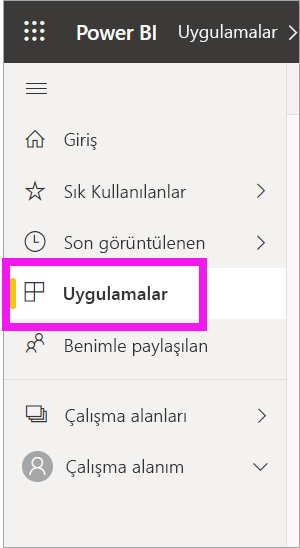 Power BI Uygulamalar
Giriş
Sık Kullanılanlar
Son görüntülenen
Uygulamalar
Benimle paylaşılan
Çalışma alanları
Çalışma alanım